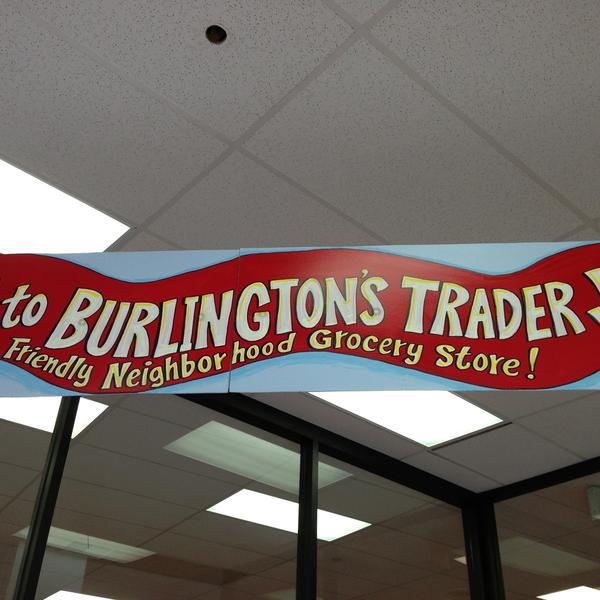 to BURLINGTON'S TRADER
Friendly Neighborhood Grocery Store!